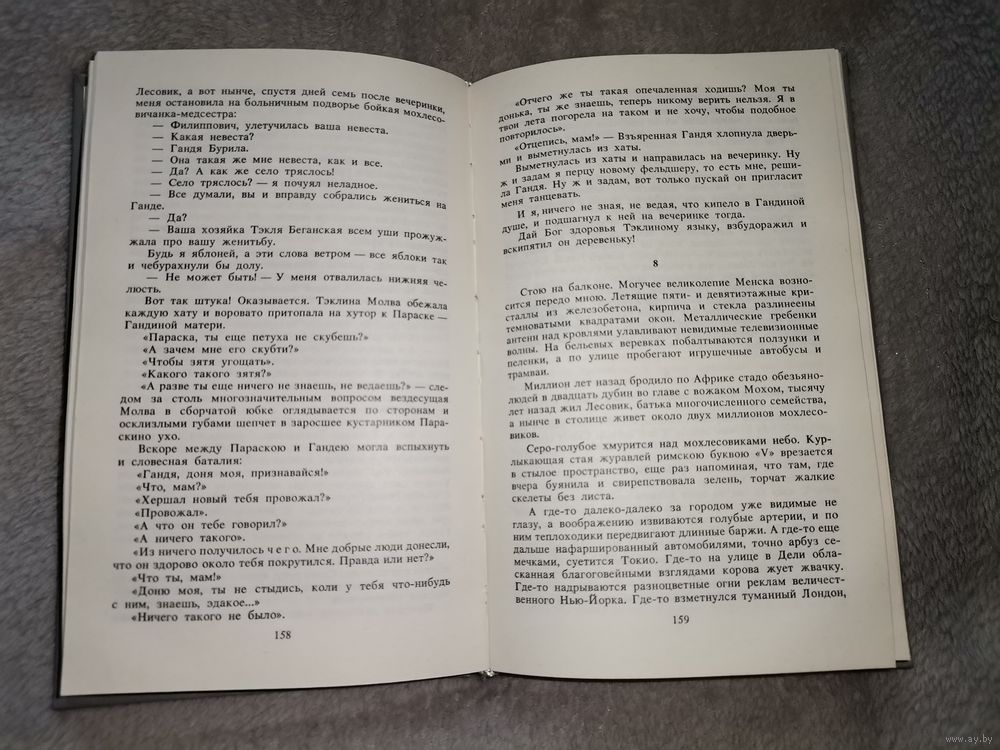 Лесовик, а вот нынче, спустя дней семь после вечеринки,
меня остановила на больничным подворье бойкая мохлесо-
вичанка-медсестра:
— Филиппович, улетучилась ваша невеста.
— Какая невеста?
— Гандя Бурила.
— Она такая же мне невеста, как и все.
— Да? А как же село тряслось!
— Село тряслось? — я почуял неладное.
— Все думали, вы и вправду собрались жениться на
Ганде.
— Да?
— Ваша хозяйка Тэкля Беганская всем уши прожуж-
жала про вашу женитьбу.
Будь я яблоней, а эти слова ветром — все яблоки так
и чебурахнули бы долу.
— Не может быть! — У меня отвалилась нижняя че-
люсть.
Вот так штука! Оказывается. Тэклина Молва обежала
каждую хату и воровато притопала на хутор к Параске —
Гандиной матери.
«Параска, ты еще петуха не скубешь?»
«А зачем мне его скубти?»
«Чтобы зятя угощать».
«Какого такого зятя?»
«А разве ты еще ничего не знаешь, не ведаешь?» — сле-
дом за столь многозначительным вопросом вездесущая
Молва в сборчатой юбке оглядывается по сторонам и
осклизлыми губами шепчет в заросшее кустарником Пара-
скино ухо.
Вскоре между Параскою и Гандею могла вспыхнуть
и словесная баталия:
«Гандя, доня моя, признавайся!»
«Что, мам?»
«Хершал новый тебя провожал?»
«Провожал».
«А что он тебе говорил?»
«А ничего такого».
«Из ничего получилось ч е г о. Мне добрые люди донесли,
что он здорово около тебя покрутился. Правда или нет?»
«Что ты, мам!»
«Доню моя, ты не стыдись, коли у тебя что-нибудь
с ним, знаешь, эдакое...»
«Ничего такого не было».
158
«Отчего же ты такая опечаленная ходишь? Моя ты
донька, ты же знаешь, теперь никому верить нельзя. Я в
твои лета погорела на таком и не хочу, чтобы подобное
повторилось».
«Отцепись, мам!» — Взъяренная Гандя хлопнула дверь-
ми и выметнулась из хаты.
Выметнулась из хаты и направилась на вечеринку. Ну
ж и задам я перцу новому фельдшеру, то есть мне, реши-
ла Гандя. Ну ж и задам, вот только пускай он пригласит
меня танцевать.
И я, ничего не зная, не ведая, что кипело в Гандиной
душе, и подшагнул к ней на вечеринке тогда.
Дай Бог здоровья Тэклиному языку, взбудоражил и
вскипятил он деревеньку!
8
Стою на балконе. Могучее великолепие Менска возно-
сится передо мною. Летящие пяти- и девятиэтажные кри-
сталлы из железобетона, кирпича и стекла разлинеены
темноватыми квадратами окон. Металлические гребенки
антенн над кровлями улавливают невидимые телевизионные
волны. На бельевых веревках побалтываются ползунки и
пеленки, а по улице пробегают игрушечные автобусы и
трамваи.
Миллион лет назад бродило по Африке стадо обезьяно-
людей в двадцать дубин во главе с вожаком Мохом, тысячу
лет назад жил Лесовик, батька многочисленного семейства,
а нынче в столице живет около двух миллионов мохлесо-
виков.
Серо-голубое хмурится над мохлесовиками небо. Кур-
лыкающая стая журавлей римскою буквою «V» врезается
в стылое пространство, еще раз напоминая, что там, где
вчера буянила и свирепствовала зелень, торчат жалкие
скелеты без листа.
А где-то далеко-далеко за городом уже видимые не
глазу, а воображению извиваются голубые артерии, и по
ним теплоходики передвигают длинные баржи. А где-то еще
дальше нафаршированный автомобилями, точно арбуз се-
мечками, суетится Токио. Где-то на улице в Дели обла-
сканная благоговейными взглядами корова жует жвачку.
Где-то надрываются разноцветные огни реклам величест-
венного Нью-Йорка. Где-то взметнулся туманный Лондон,
159
www.ay.by